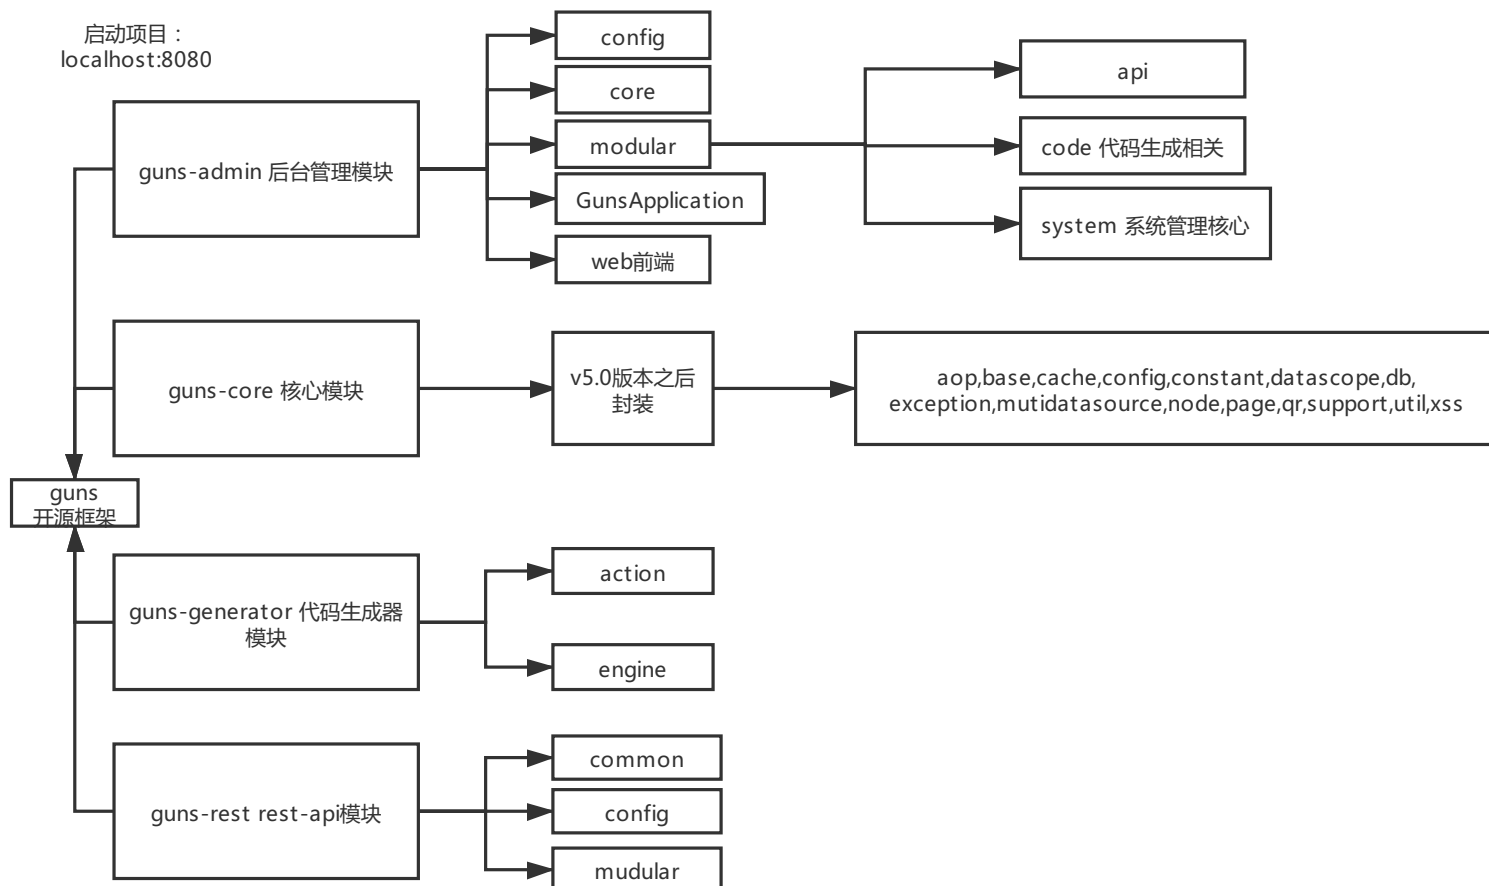 启动项目：
localhost:8080
guns-admin 后台管理模块
config
core
modular
GunsApplication
web前端
api
code 代码生成相关
system 系统管理核心
guns-core 核心模块
v5.0版本之后
封装
aop,base,cache,config,constant,datascope,db,
exception,mutidatasource,node,page,qr,support,util,xss
guns
开源框架
guns-generator 代码生成器
模块
action
engine
guns-rest rest-api模块
common
config
mudular